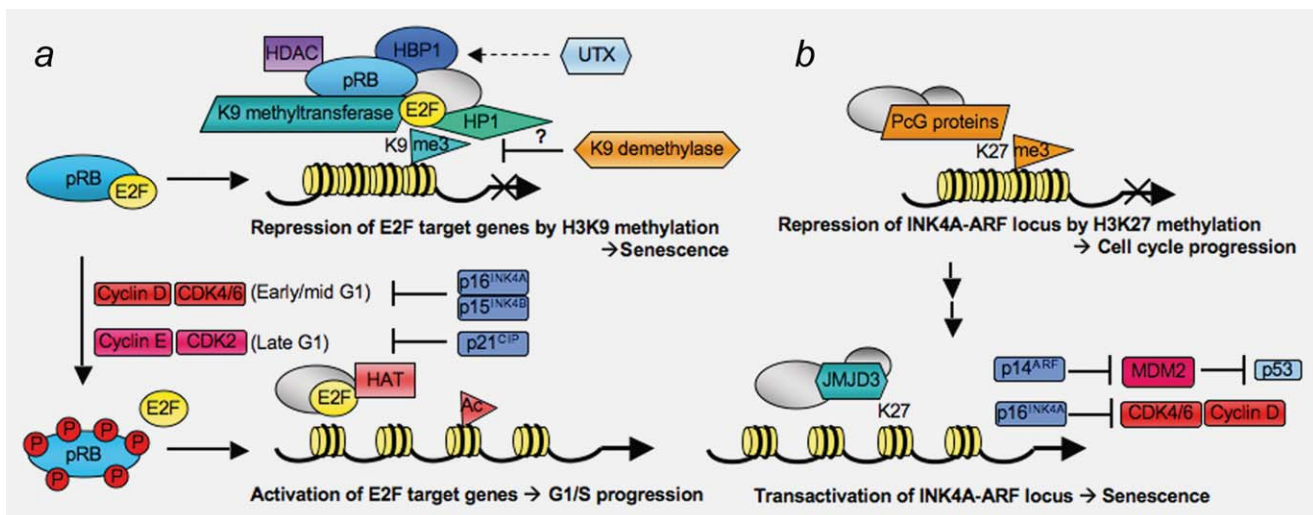 a
HDAC
HBP1
UTX
pRB
K9 methyltransferase
E2F
HP1
K9 me3
?
K9 demethylase
pRB
E2F
Repression of E2F target genes by H3K9 methylation
→Senescence
Cyclin D CDK4/6 (Early/mid G1)
p16INK4A
p15INK4B
Cyclin E CDK2 (Late G1)
p21CIP
E2F
HAT
Ac
E2F
P P P P
pRB
P P P
Activation of E2F target genes → G1/S progression
b
PcG proteins
K27 me3
Repression of INK4A-ARF locus by H3K27 methylation
→ Cell cycle progression
JMJD3
K27
p14ARF MDM2 p53
p16INK4A CDK4/6 Cyclin D
Transactivation of INK4A-ARF locus → Senescence